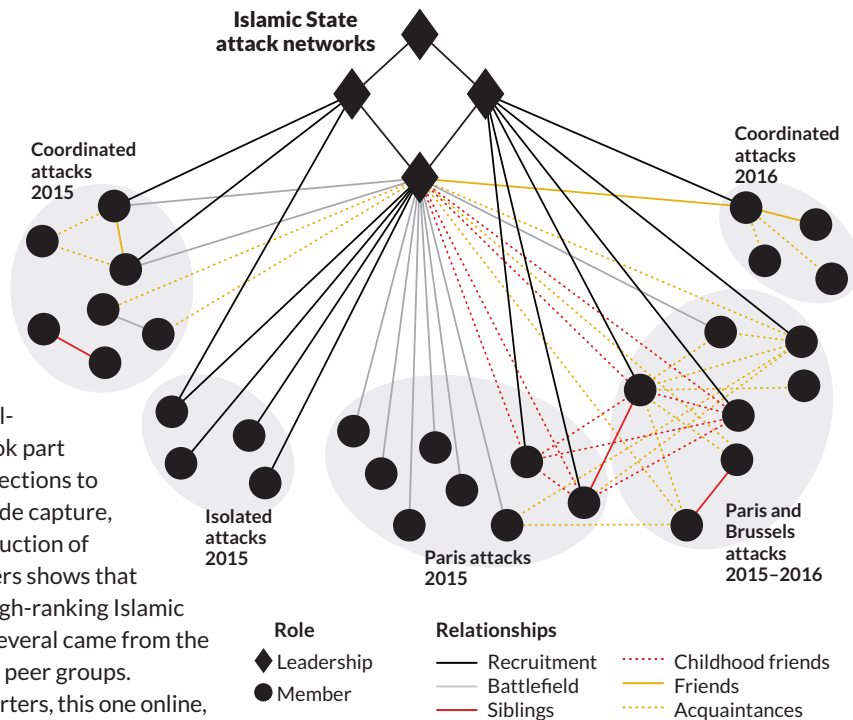 Islamic State
attack networks
Coordinated
attacks
2015
Coordinated
attacks
2016
Isolated
attacks
2015
Paris attacks
2015
Paris and
Brussels
attacks
2015–2016
ok part
ections to
de capture,
uction of
ers shows that
gh-ranking Islamic
everal came from the
peer groups.
rters, this one online,
Role
Leadership
Member
Relationships
Recruitment
Battlefield
Siblings
Childhood friends
Friends
Acquaintances